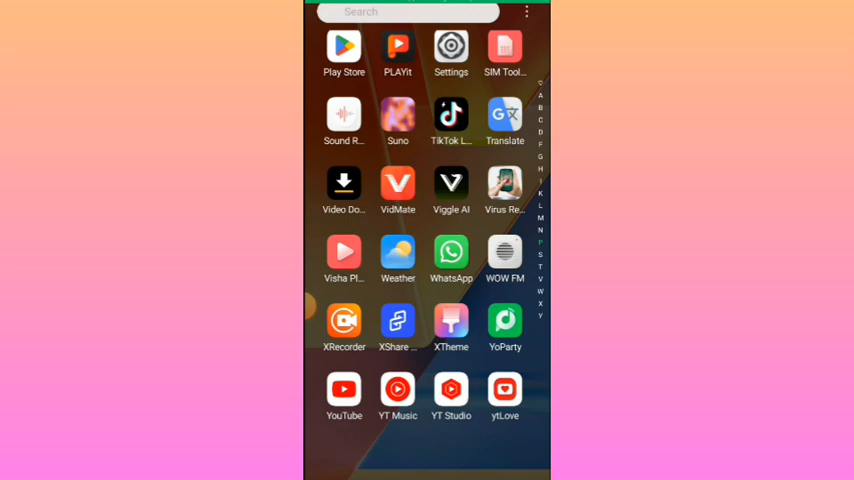 Search
Play Store PLAYit Settings SIM Tool...
Sound R... Suno TikTok L... Translate
Video Do... VidMate Viggle AI Virus Re...
Visha Pl... Weather WhatsApp WOW FM
XRecorder XShare ... XTheme YoParty
YouTube YT Music YT Studio ytLove
A
B
C
D
F
G
H
I
K
L
M
N
P
S
T
V
W
X
Y